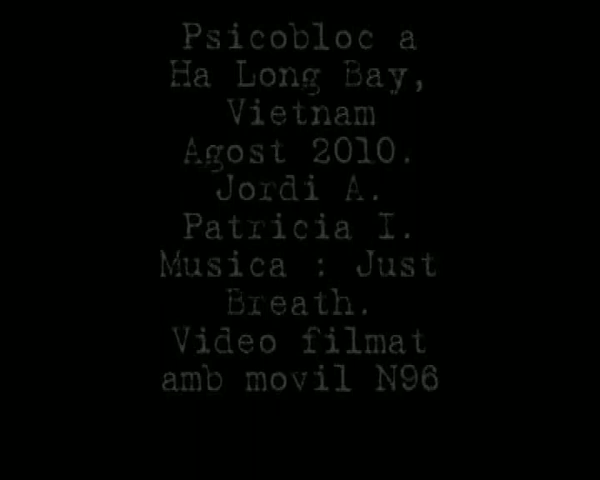 Psicobloc a
Ha Long Bay,
Vietnam
Agost 2010.
Jordi A.
Patricia I.
Musica : Just
Breath.
Video filmat
amb movil N96